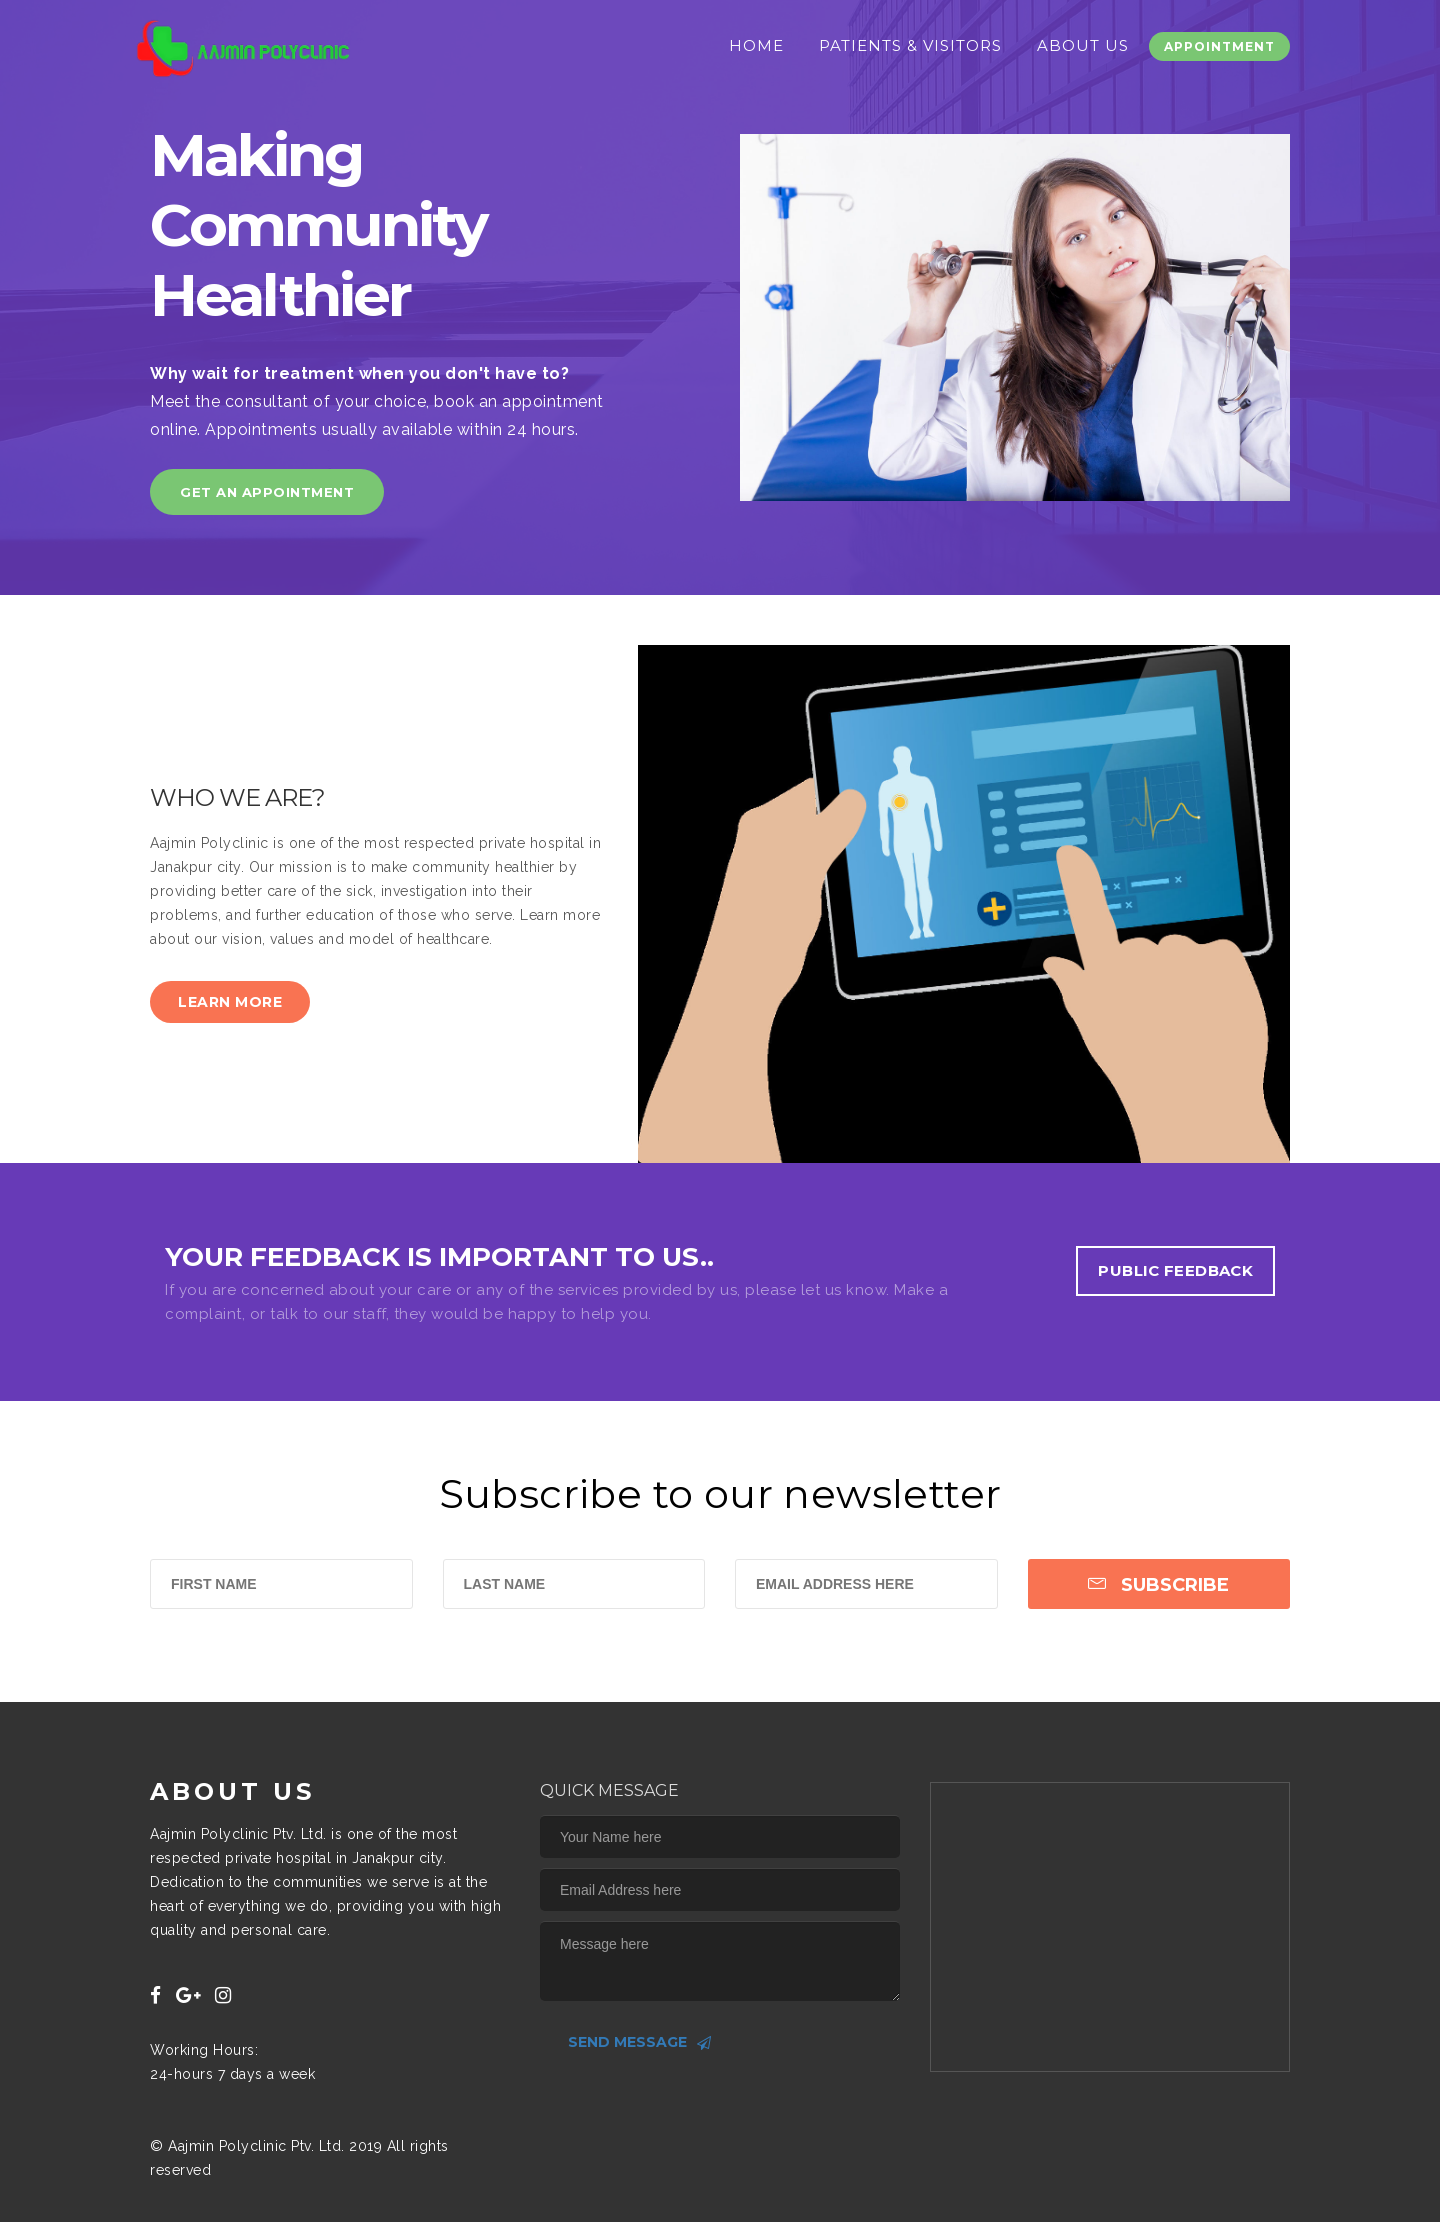 AAJMIN POLYCLINIC
HOME
PATIENTS & VISITORS
ABOUT US
APPOINTMENT
Making
Community
Healthier
Why wait for treatment when you don't have to?
Meet the consultant of your choice, book an appointment
online. Appointments usually available within 24 hours.
GET AN APPOINTMENT
WHO WE ARE?
Aajmin Polyclinic is one of the most respected private hospital in
Janakpur city. Our mission is to make community healthier by
providing better care of the sick, investigation into their
problems, and further education of those who serve. Learn more
about our vision, values and model of healthcare.
LEARN MORE
YOUR FEEDBACK IS IMPORTANT TO US..
If you are concerned about your care or any of the services provided by us, please let us know. Make a
complaint, or talk to our staff, they would be happy to help you.
PUBLIC FEEDBACK
Subscribe to our newsletter
FIRST NAME
LAST NAME
EMAIL ADDRESS HERE
SUBSCRIBE
ABOUT US
Aajmin Polyclinic Ptv. Ltd. is one of the most
respected private hospital in Janakpur city.
Dedication to the communities we serve is at the
heart of everything we do, providing you with high
quality and personal care.
Working Hours:
24-hours 7 days a week
© Aajmin Polyclinic Ptv. Ltd. 2019 All rights
reserved
QUICK MESSAGE
Your Name here
Email Address here
Message here
SEND MESSAGE